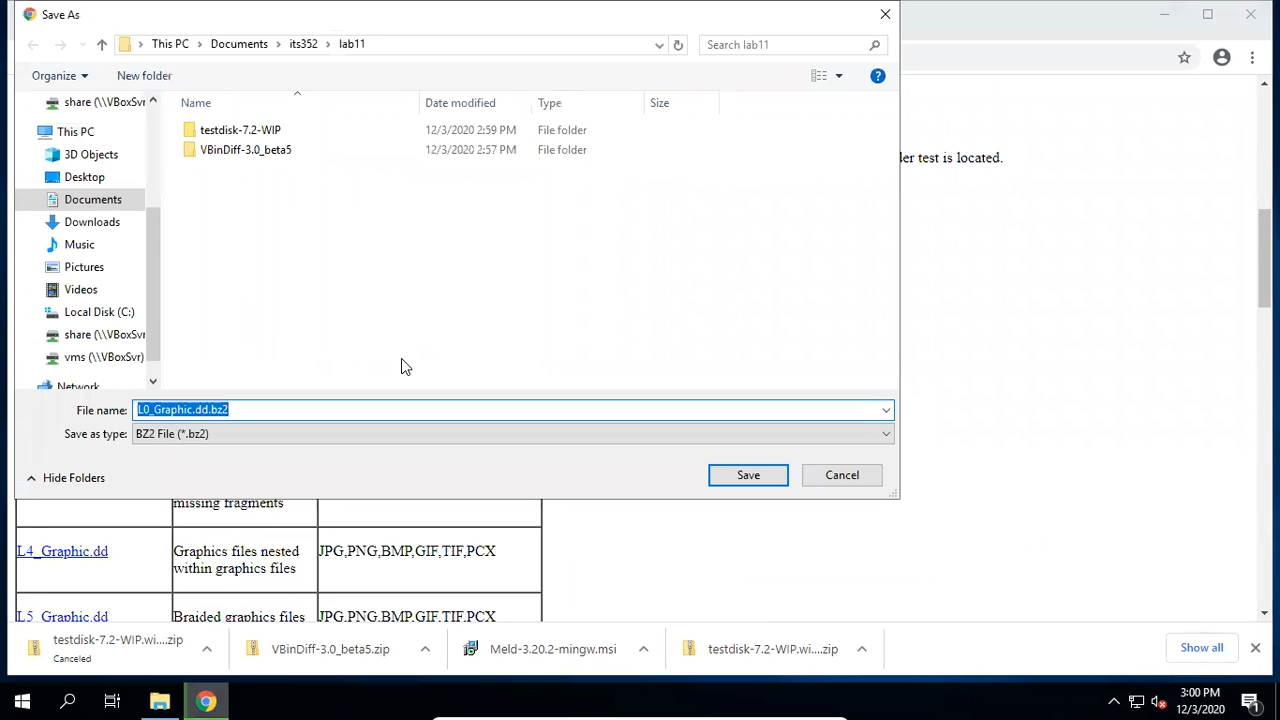 Save As
This PC > Documents > its352 > lab11
Search lab11
Organize
New folder
Name
Date modified
Type
Size
share (\\VBoxSvr
This PC
3D Objects
Desktop
Documents
Downloads
Music
Pictures
Videos
Local Disk (C:)
share (\\VBoxSvr
vms (\\VBoxSvr)
Network
testdisk-7.2-WIP
12/3/2020 2:59 PM
File folder
VBinDiff-3.0_beta5
12/3/2020 2:57 PM
File folder
File name: L0_Graphic.dd.bz2
Save as type: BZ2 File (*.bz2)
Hide Folders
Save
Cancel
der test is located.
missing fragments
L4_Graphic.dd
Graphics files nested
within graphics files
JPG,PNG,BMP,GIF,TIF,PCX
L5_Graphic.dd
Braided graphics files
JPG,PNG,BMP,GIF,TIF,PCX
testdisk-7.2-WIP.wi....zip
Canceled
VBinDiff-3.0_beta5.zip
Meld-3.20.2-mingw.msi
testdisk-7.2-WIP.wi....zip
Show all
3:00 PM
12/3/2020
1